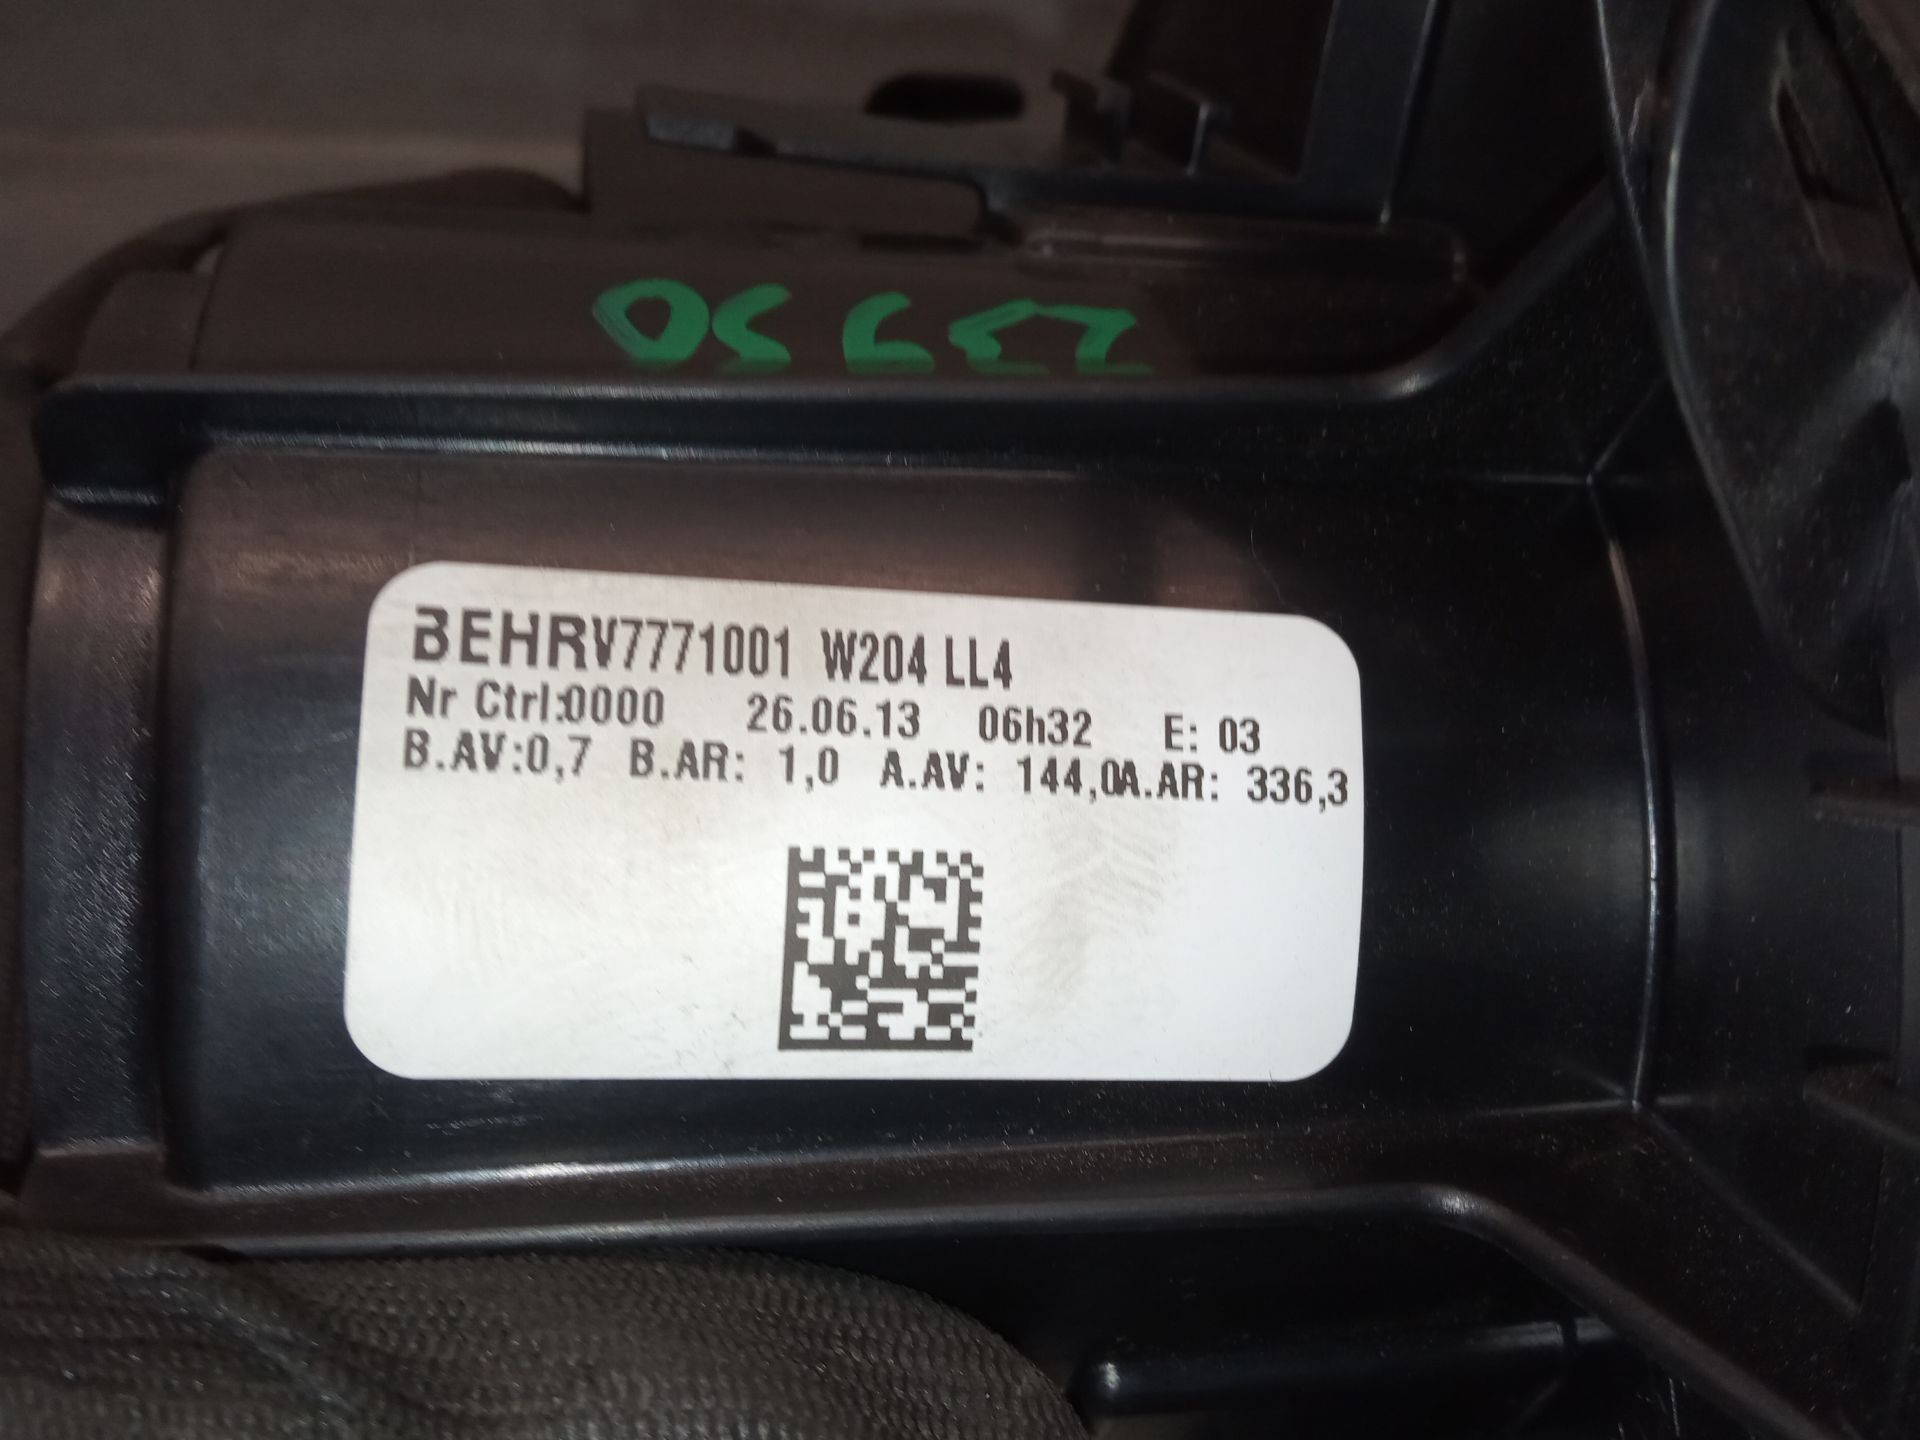 BEHRV7771001 W204 LL4
Nr Ctrl:0000 26.06.13 06h32 E: 03
B.AV:0,7 B.AR: 1,0 A.AV: 144,0A.AR: 336,3